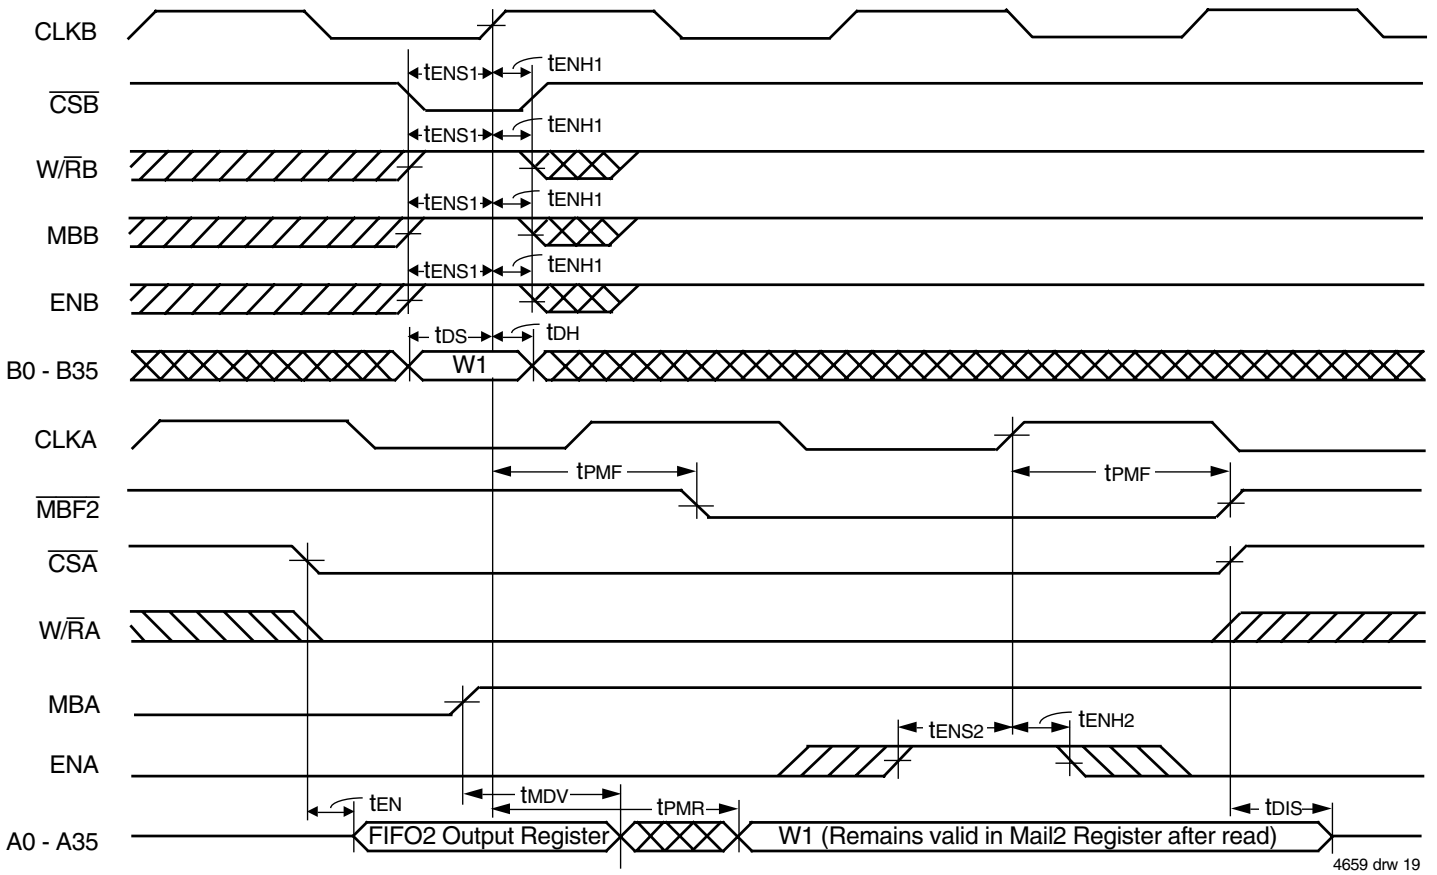 CLKB
tENS1 tENH1
CSB
tENS1 tENH1
W/RB
tENS1 tENH1
MBB
tENS1 tENH1
ENB
tDS tDH
B0 - B35 W1
CLKA
tPMF tPMF
MBF2
CSA
W/RA
MBA
tENS2 tENH2
ENA
tEN tMDV tPMR tDIS
A0 - A35 FIFO2 Output Register W1 (Remains valid in Mail2 Register after read)
4659 drw 19